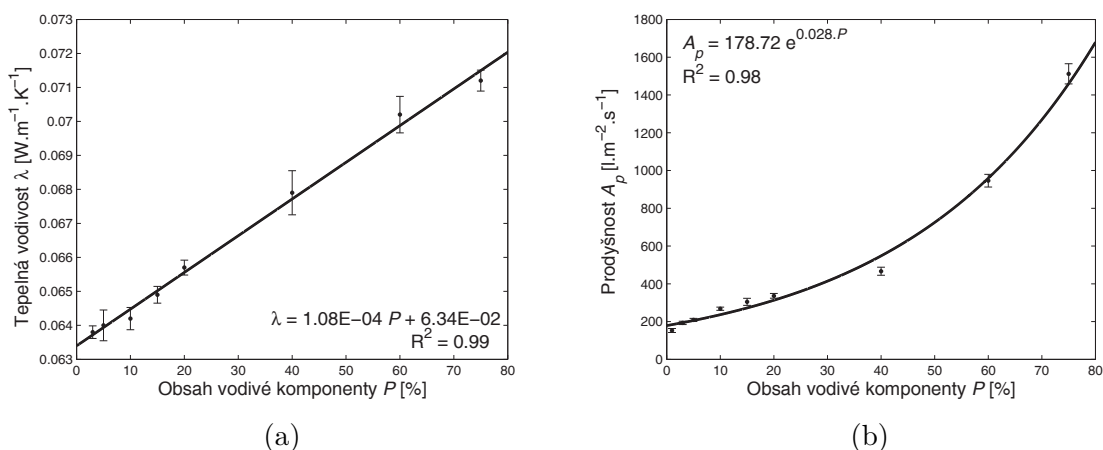 0.073
0.072
0.071
0.07
0.069
0.068
0.067
0.066
0.065
0.064
0.063
0 10 20 30 40 50 60 70 80
Tepelná vodivost λ [W.m−1.K−1]
Obsah vodivé komponenty P [%]
λ = 1.08E−04 P + 6.34E−02
R2 = 0.99
(a)
1800
1600
1400
1200
1000
800
600
400
200
0
0 10 20 30 40 50 60 70 80
Prodyšnost Ap [l.m−2.s−1]
Obsah vodivé komponenty P [%]
Ap = 178.72 e0.028.P
R2 = 0.98
(b)